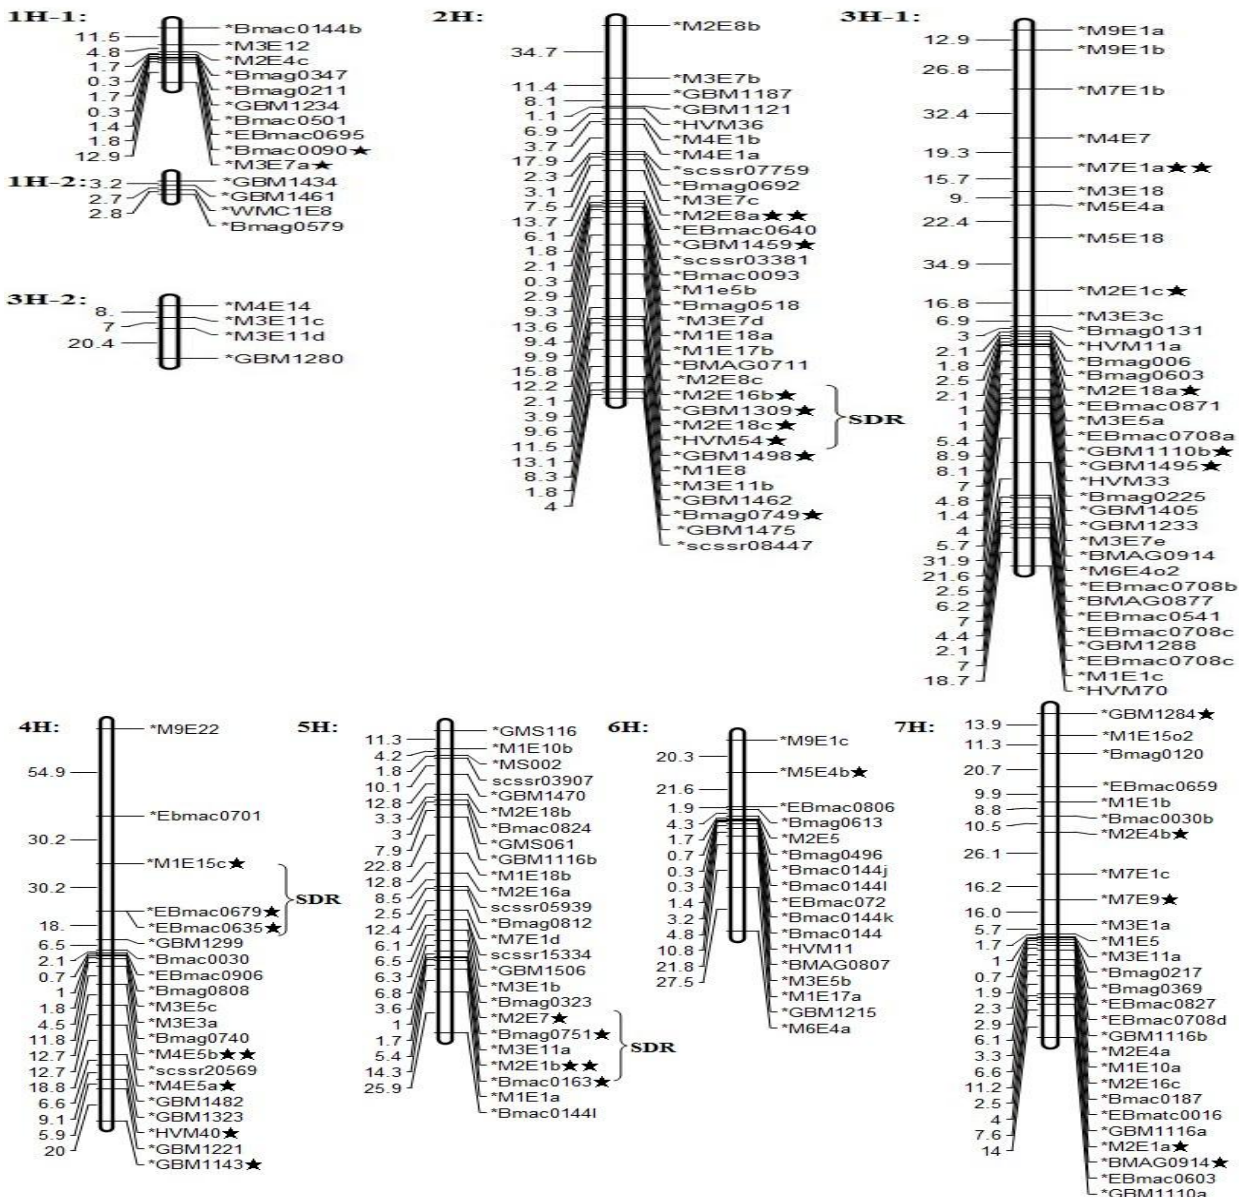 1H-1:
11.5
4.8
1.7
0.3
1.7
0.3
1.4
1.8
12.9
*Bmac0144b
*M3E12
*M2E4c
*Bmag0347
*Bmag0211
*GBM1234
*Bmac0501
*EBmac0695
*Bmac0090★
*M3E7a★
1H-2:
3.2
2.7
2.8
*GBM1434
*GBM1461
*WMC1E8
*Bmag0579
3H-2:
8.
7
20.4
*M4E14
*M3E11c
*M3E11d
*GBM1280
2H:
34.7
11.4
8.1
1.1
6.9
3.7
17.9
2.3
3.1
7.5
13.7
6.1
1.8
2.1
0.3
2.9
9.3
13.6
9.4
9.9
15.8
12.2
2.1
3.9
9.6
11.5
13.1
8.3
1.8
4
*M2E8b
*M3E7b
*GBM1187
*GBM1121
*HVM36
*M4E1b
*M4E1a
*scssr07759
*Bmag0692
*M3E7c
*M2E8a★★
*EBmac0640
*GBM1459★
*scssr03381
*Bmac0093
*M1e5b
*Bmag0518
*M3E7d
*M1E18a
*M1E17b
*BMAG0711
*M2E8c
*M2E16b★
*GBM1309★
*M2E18c★
*HVM54★
*GBM1498★
*M1E8
*M3E11b
*GBM1462
*Bmag0749★
*GBM1475
*scssr08447
SDR
3H-1:
12.9
26.8
32.4
19.3
15.7
9.
22.4
34.9
16.8
6.9
3
2.1
1.8
2.5
2.1
1
1
5.4
8.9
8.1
7
4.8
1.4
4
5.7
31.9
21.6
2.5
6.2
7
4.4
2.1
7
18.7
*M9E1a
*M9E1b
*M7E1b
*M4E7
*M7E1a★★
*M3E18
*M5E4a
*M5E18
*M2E1c★
*M3E3c
*Bmag0131
*HVM11a
*Bmag006
*Bmag0603
*M2E18a★
*EBmac0871
*M3E5a
*EBmac0708a
*GBM1110b★
*GBM1495★
*HVM33
*Bmag0225
*GBM1405
*GBM1233
*M3E7e
*BMAG0914
*M6E4o2
*EBmac0708b
*BMAG0877
*EBmac0541
*EBmac0708c
*GBM1288
*EBmac0708c
*M1E1c
*HVM70
4H:
54.9
30.2
30.2
18.
6.5
2.1
0.7
1
1.8
4.5
11.8
12.7
12.7
18.8
6.6
9.1
5.9
20
*M9E22
*Ebmac0701
*M1E15c★
*EBmac0679★
*EBmac0635★
*GBM1299
*Bmac0030
*EBmac0906
*Bmag0808
*M3E5c
*M3E3a
*Bmag0740
*M4E5b★★
*scssr20569
*M4E5a★
*GBM1482
*GBM1323
*HVM40★
*GBM1221
*GBM1143★
SDR
5H:
11.3
4.2
1.8
10.1
12.8
3.3
3
7.9
22.8
12.8
8.5
2.5
12.4
6.1
6.5
6.3
6.8
3.6
1
1.7
5.4
14.3
25.9
*GMS116
*M1E10b
*MS002
scssr03907
*GBM1470
*M2E18b
*Bmac0824
*GMS061
*GBM1116b
*M1E18b
*M2E16a
scssr05939
*Bmag0812
*M7E1d
scssr15334
*GBM1506
*M3E1b
*Bmag0323
*M2E7★
*Bmag0751★
*M3E11a
*M2E1b★★
*Bmac0163★
*M1E1a
*Bmac0144l
SDR
6H:
20.3
21.6
1.9
4.3
1.7
0.7
0.3
0.3
1.4
3.2
4.8
10.8
21.8
27.5
*M9E1c
*M5E4b★
*EBmac0806
*Bmag0613
*M2E5
*Bmag0496
*Bmac0144j
*Bmac0144l
*EBmac072
*Bmac0144k
*Bmac0144
*HVM11
*BMAG0807
*M3E5b
*M1E17a
*GBM1215
*M6E4a
7H:
13.9
11.3
20.7
9.9
8.8
10.5
26.1
16.2
16.0
5.7
1.7
1
0.7
1.9
2.3
2.9
6.1
3.3
6.6
11.2
2.5
4
7.6
14
*GBM1284★
*M1E15o2
*Bmag0120
*EBmac0659
*M1E1b
*Bmac0030b
*M2E4b★
*M7E1c
*M7E9★
*M3E1a
*M1E5
*M3E11a
*Bmag0217
*Bmag0369
*EBmac0827
*EBmac0708d
*GBM1116b
*M2E4a
*M1E10a
*M2E16c
*Bmac0187
*EBmatc0016
*GBM1116a
*M2E1a★
*BMAG0914★
*EBmac0603
*GBM1110a